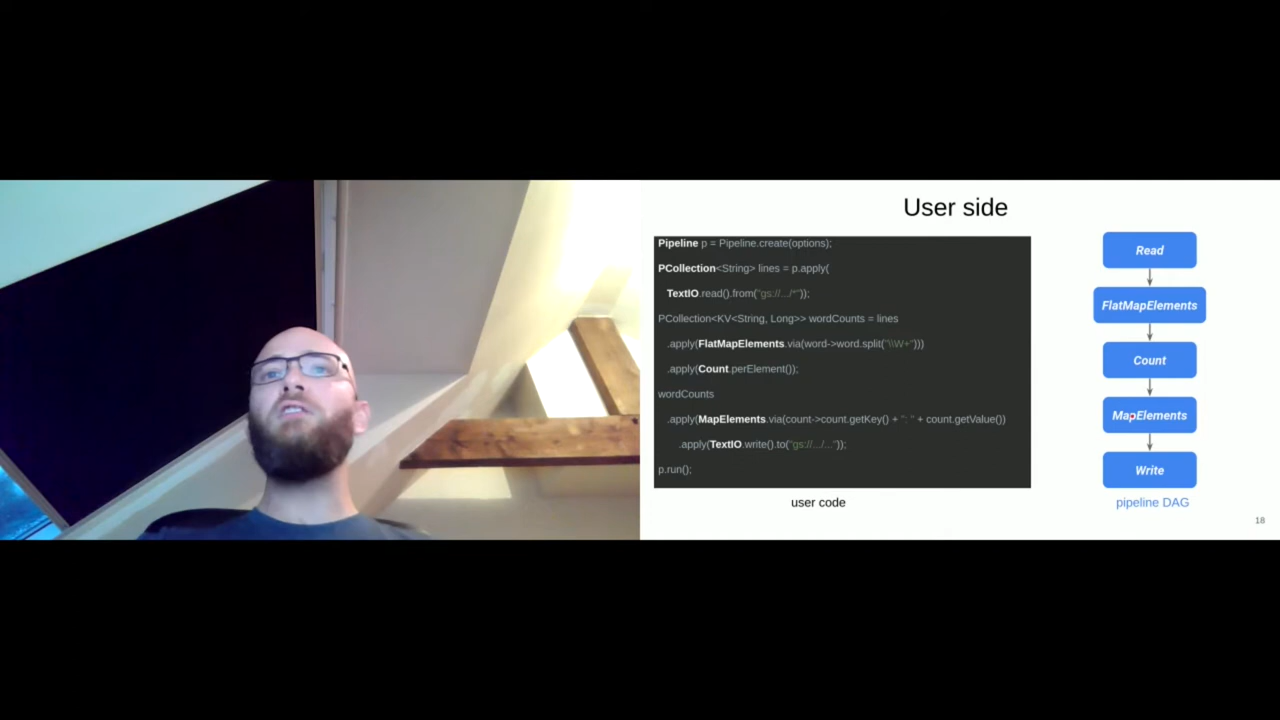 User side
Pipeline p = Pipeline.create(options);
PCollection<String> lines = p.apply(
TextIO.read().from("gs://.../*"));
PCollection<KV<String, Long>> wordCounts = lines
.apply(FlatMapElements.via(word->word.split("\\W+")))
.apply(Count.perElement());
wordCounts
.apply(MapElements.via(count->count.getKey() + ": " + count.getValue())
.apply(TextIO.write().to("gs://.../..."));
p.run();
user code
Read
FlatMapElements
Count
MapElements
Write
pipeline DAG
18